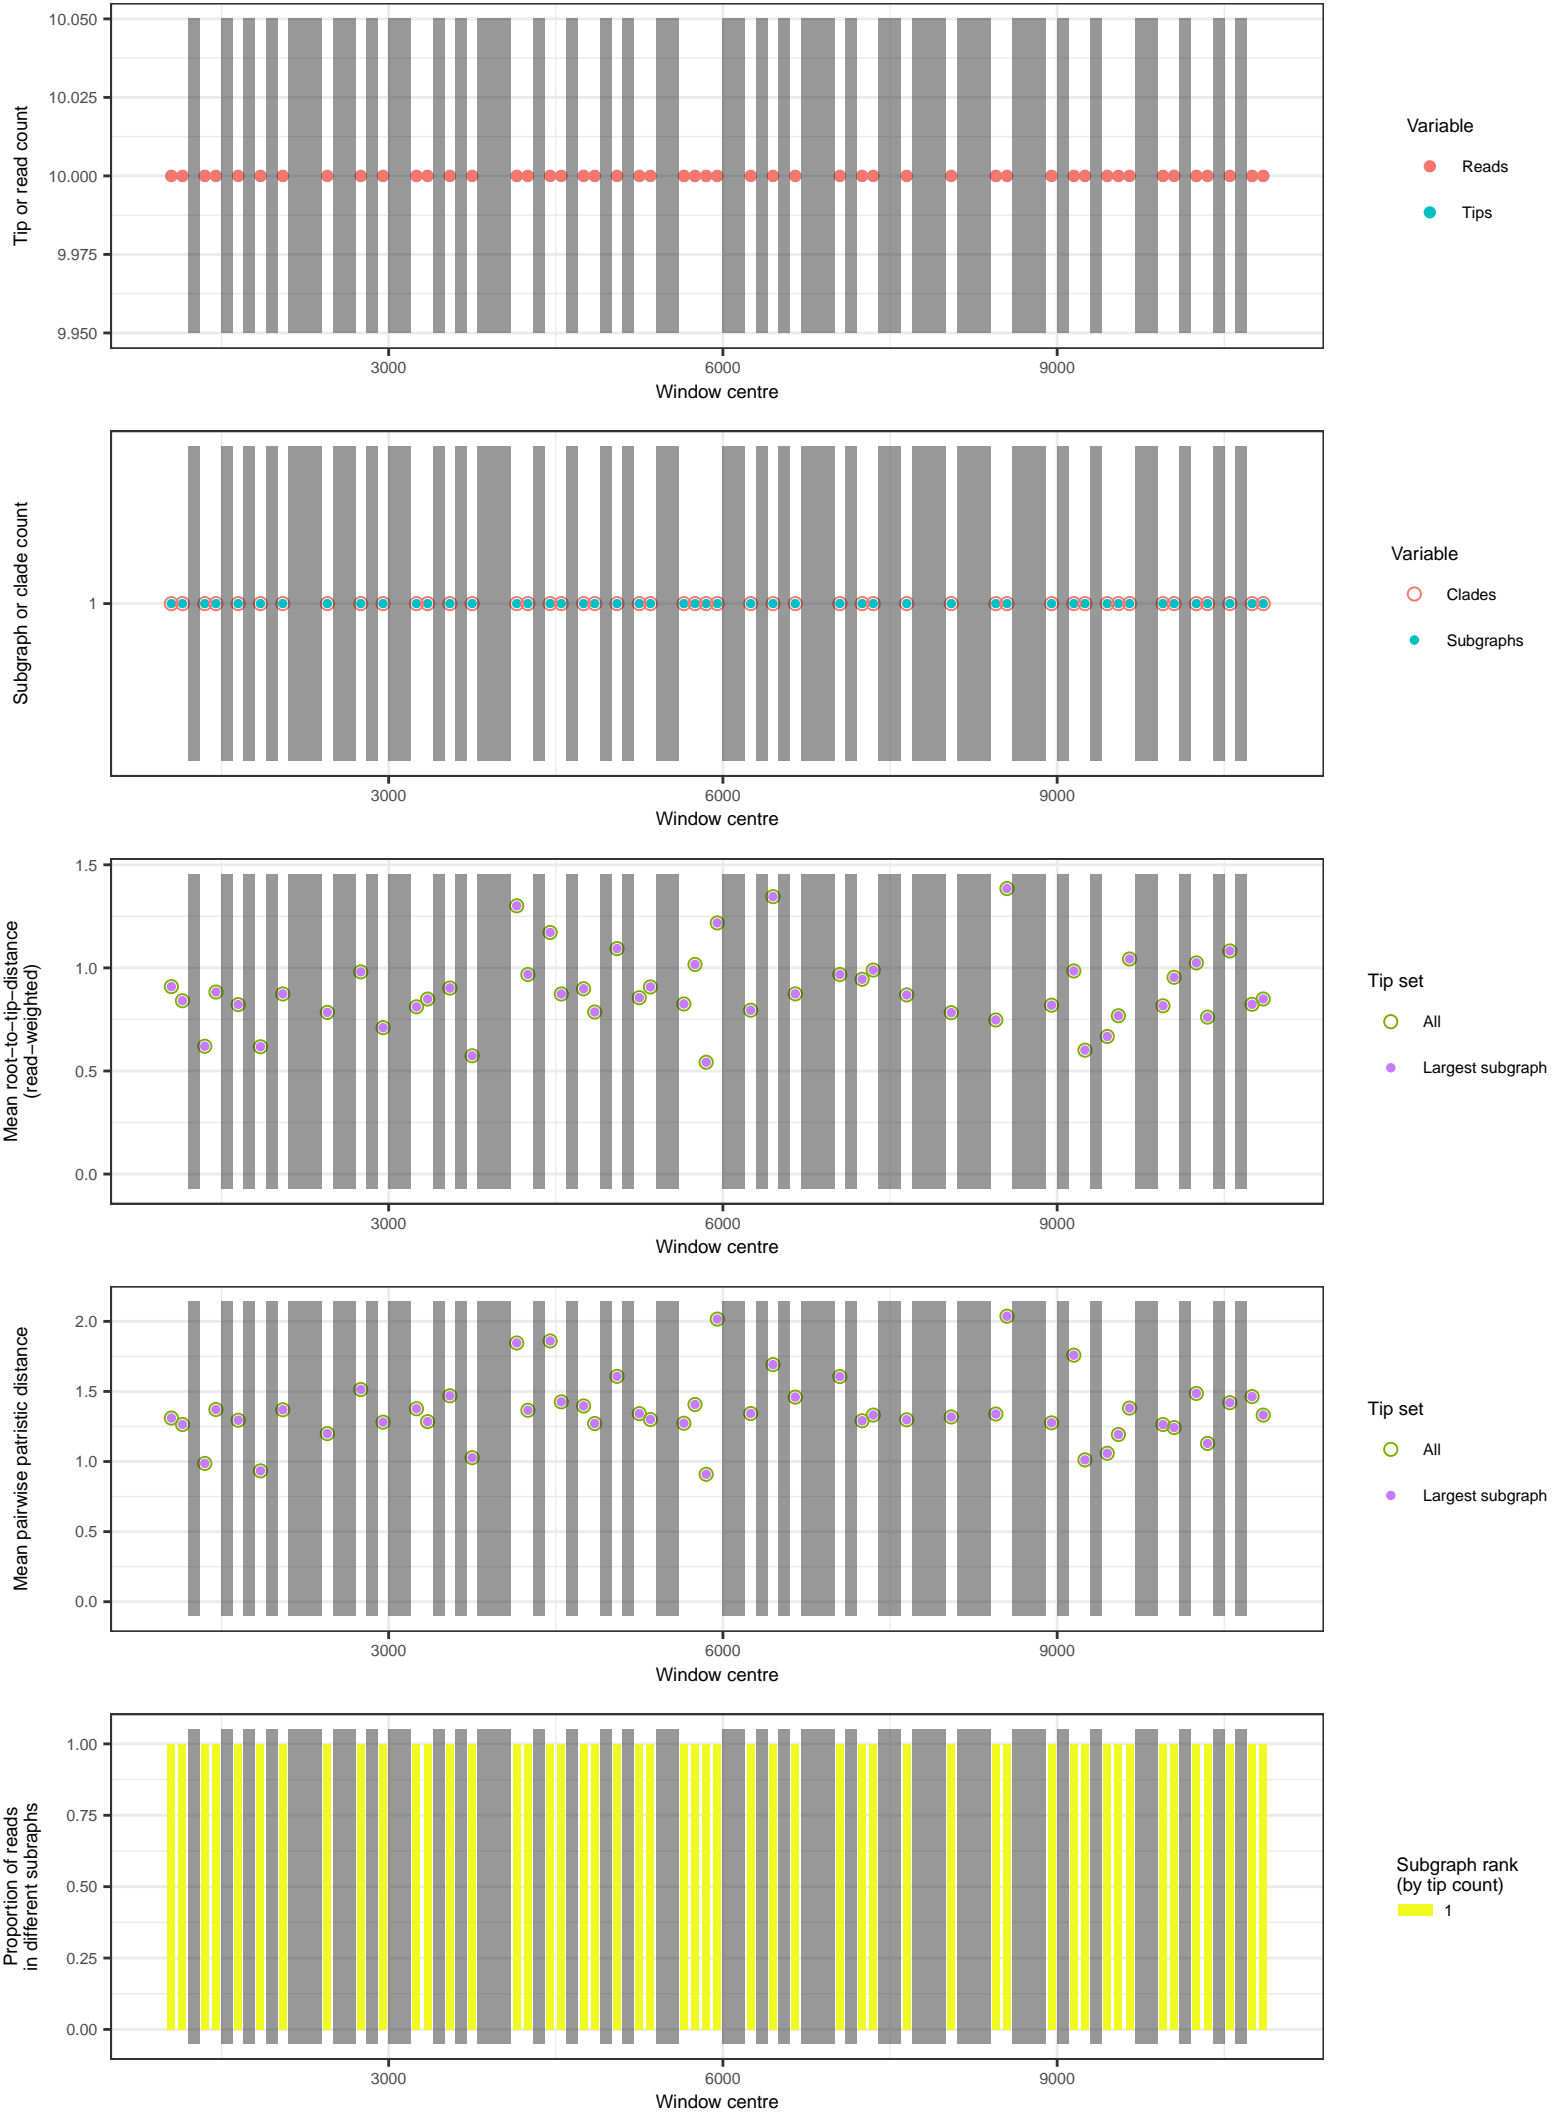 10.050
10.025
10.000
9.975
9.950
Tip or read count
3000
6000
9000
Window centre
Variable
Reads
Tips
1
Subgraph or clade count
3000
6000
9000
Window centre
Variable
Clades
Subgraphs
1.5
1.0
0.5
0.0
Mean root−to−tip−distance
(read−weighted)
3000
6000
9000
Window centre
Tip set
All
Largest subgraph
2.0
1.5
1.0
0.5
0.0
Mean pairwise patristic distance
3000
6000
9000
Window centre
Tip set
All
Largest subgraph
1.00
0.75
0.50
0.25
0.00
Proportion of reads
in different subraphs
3000
6000
9000
Window centre
Subgraph rank
(by tip count)
1